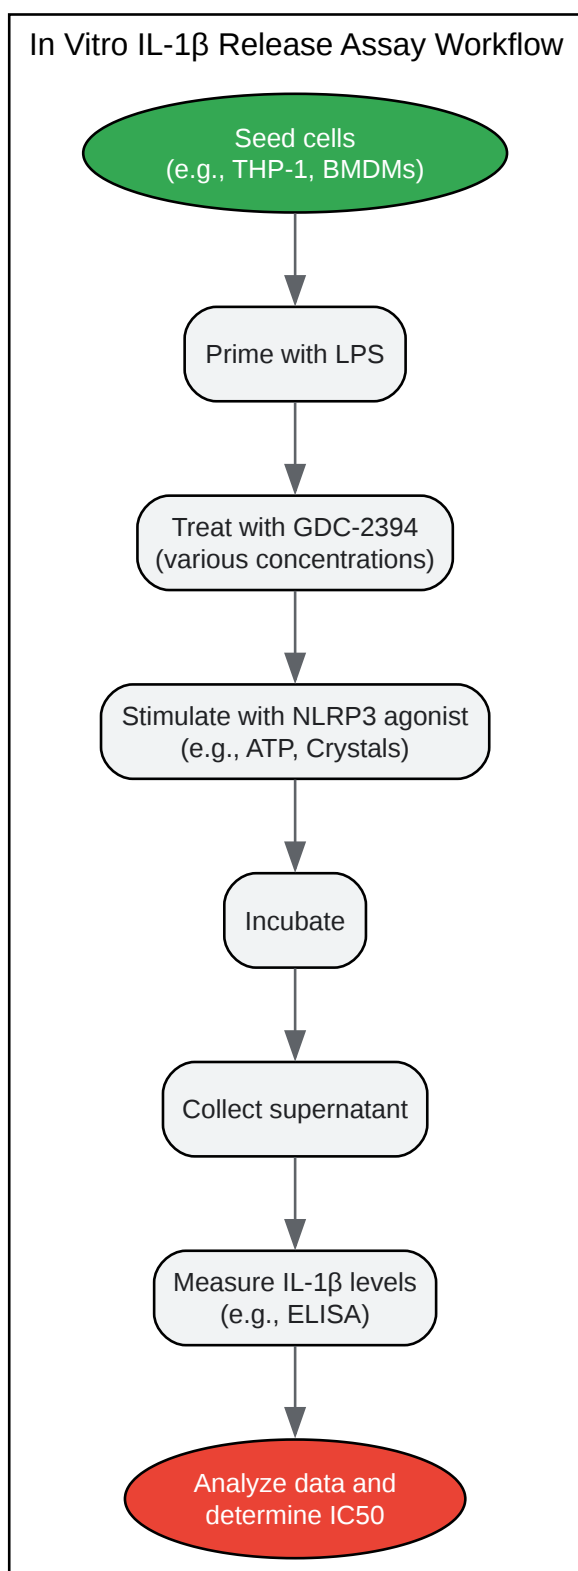 In Vitro IL-1β Release Assay Workflow
Seed cells
(e.g., THP-1, BMDMs)
Prime with LPS
Treat with GDC-2394
(various concentrations)
Stimulate with NLRP3 agonist
(e.g., ATP, Crystals)
Incubate
Collect supernatant
Measure IL-1β levels
(e.g., ELISA)
Analyze data and
determine IC50